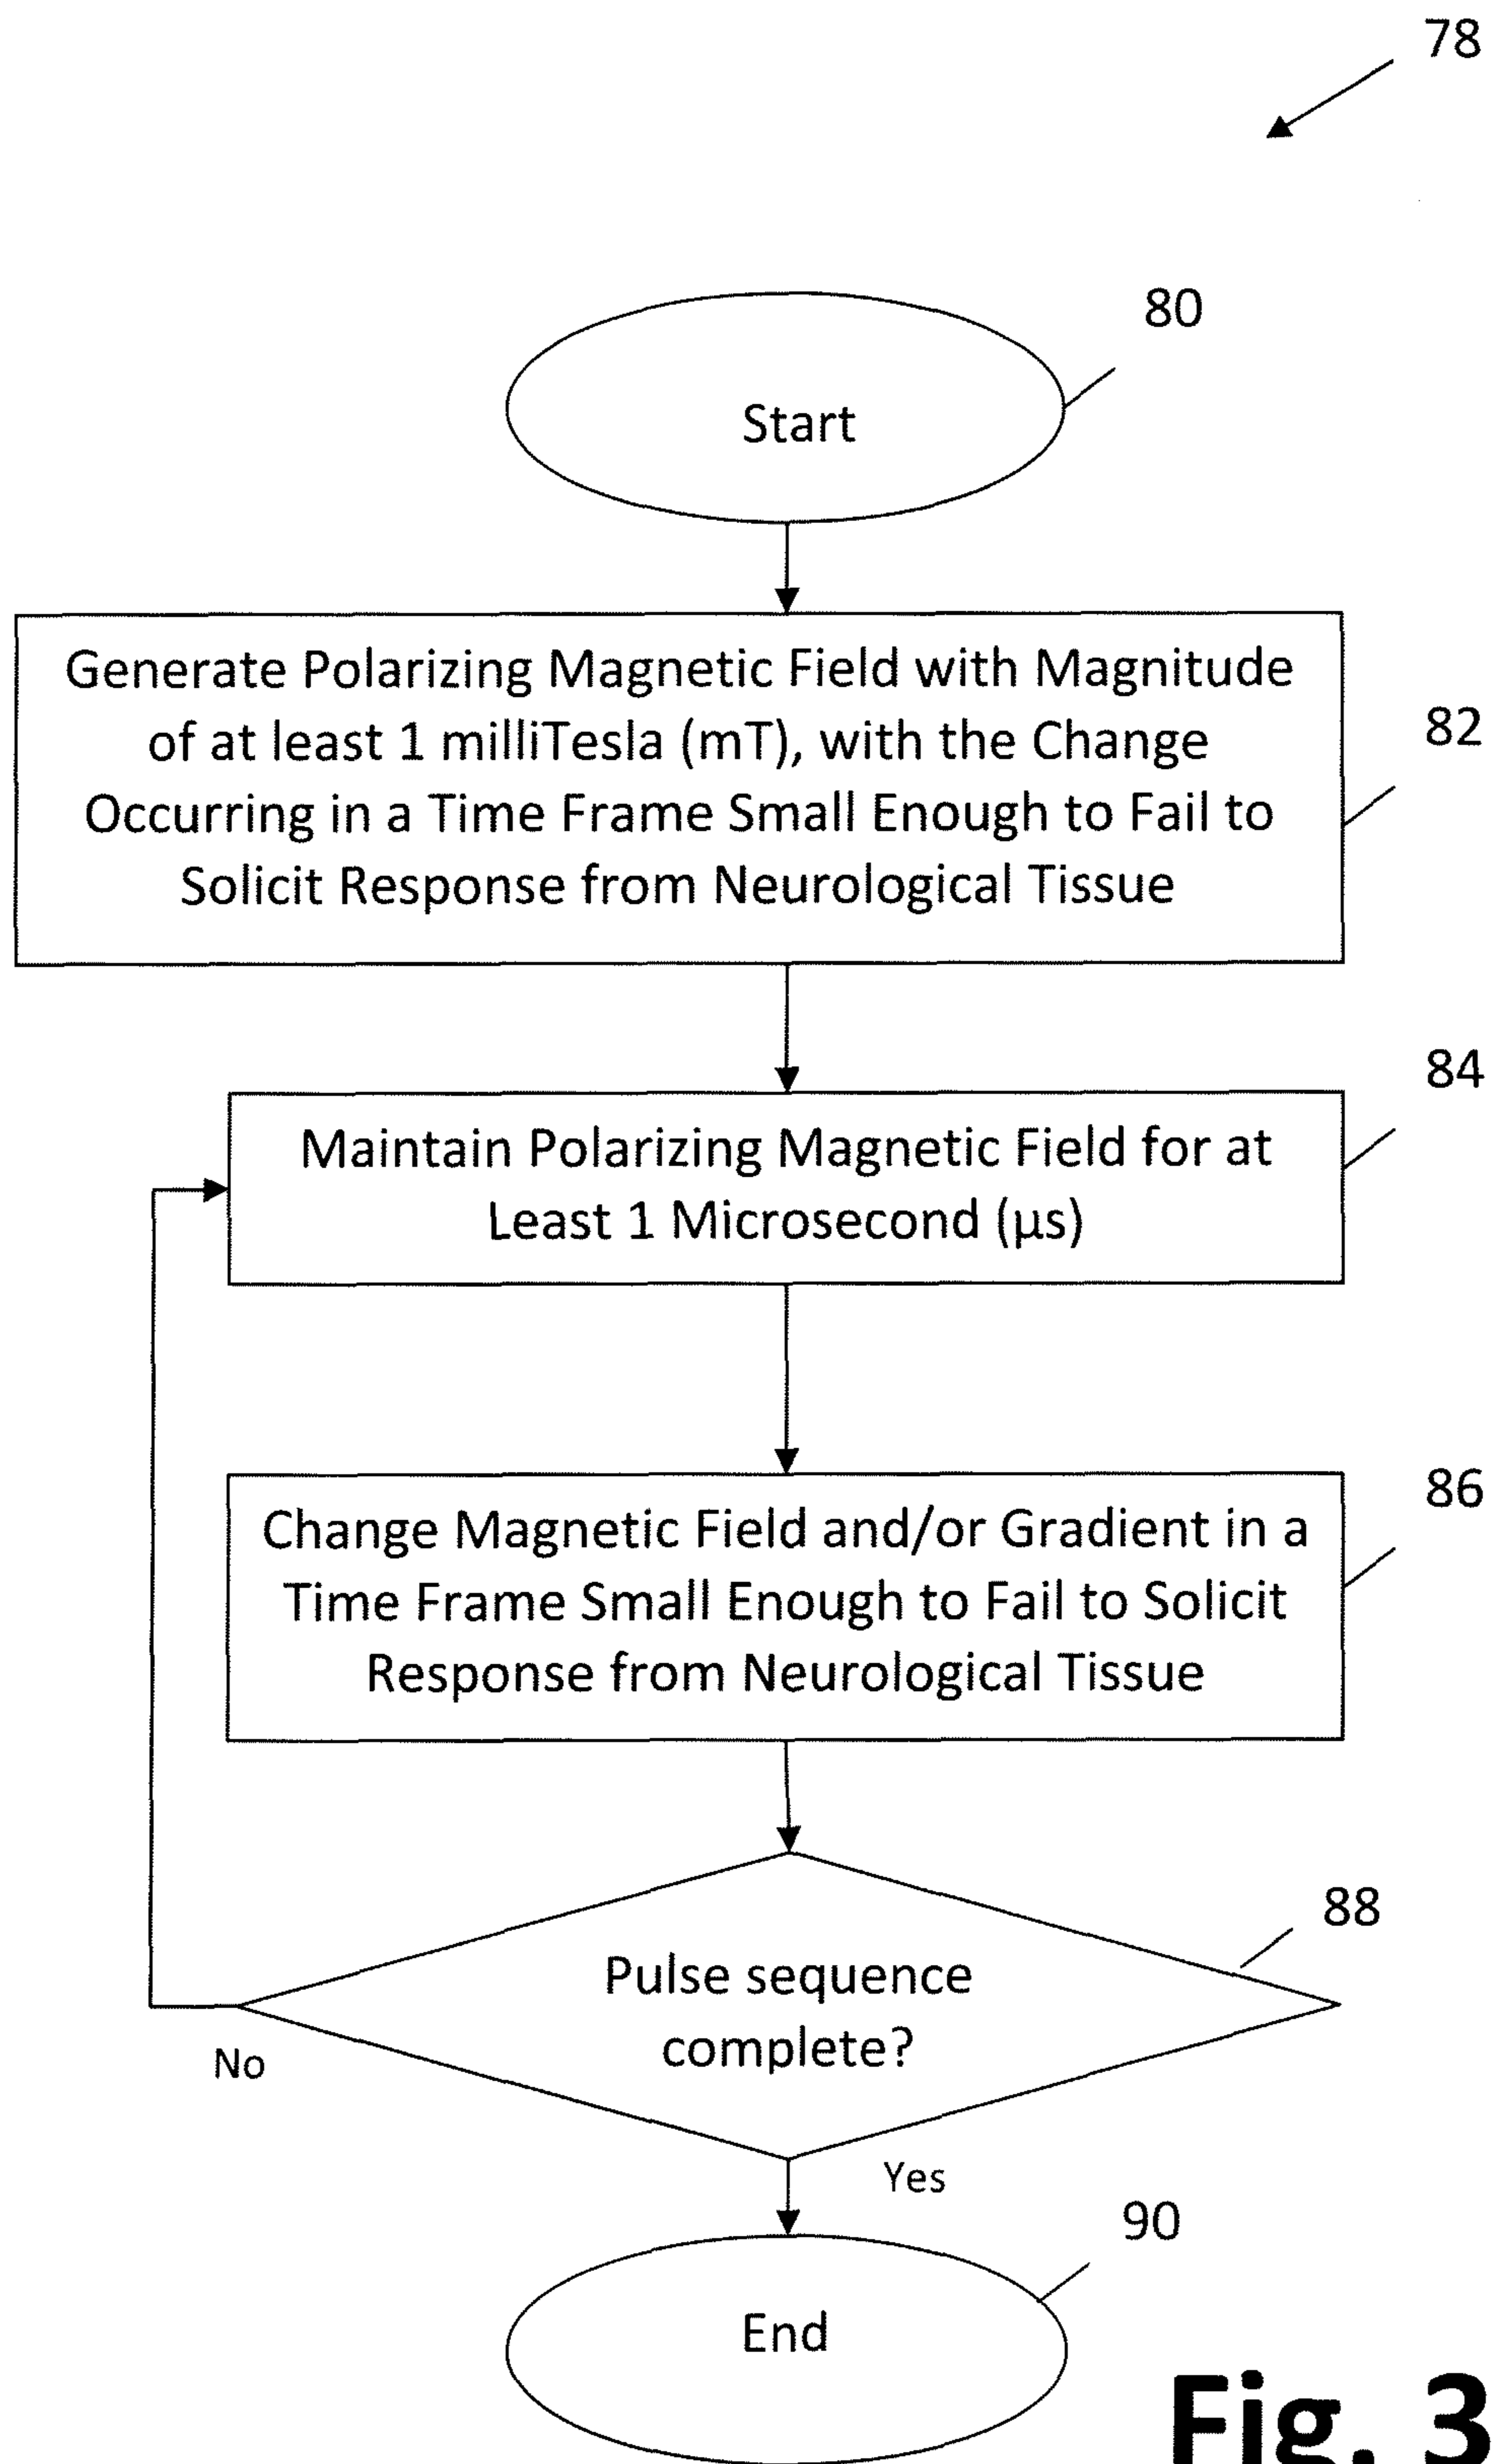 78
80
Start
Generate Polarizing Magnetic Field with Magnitude
of at least 1 milliTesla (mT), with the Change
Occurring in a Time Frame Small Enough to Fail to
Solicit Response from Neurological Tissue
82
84
Maintain Polarizing Magnetic Field for at
Least 1 Microsecond (µs)
86
Change Magnetic Field and/or Gradient in a
Time Frame Small Enough to Fail to Solicit
Response from Neurological Tissue
88
Pulse sequence
complete?
No
Yes
90
End
Fig. 3